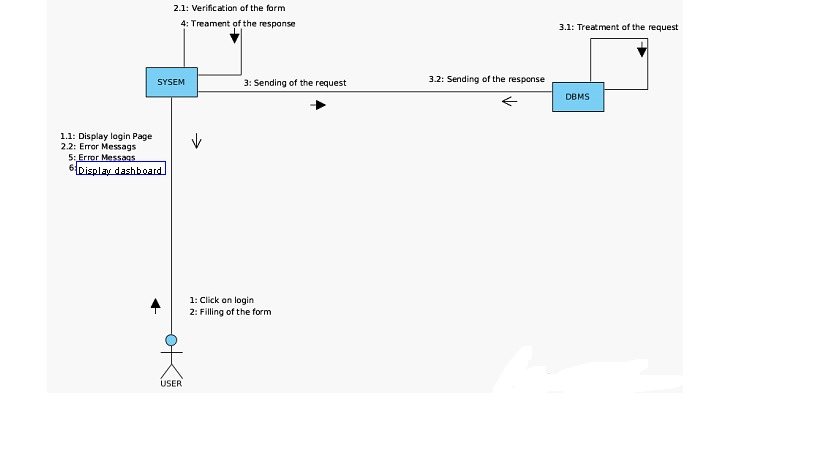 2.1: Verification of the form
4: Treament of the response
3.1: Treatment of the request
SYSEM
3: Sending of the request
3.2: Sending of the response
DBMS
1.1: Display login Page
2.2: Error Messags
5: Error Messags
6: Display dashboard
1: Click on login
2: Filling of the form
USER